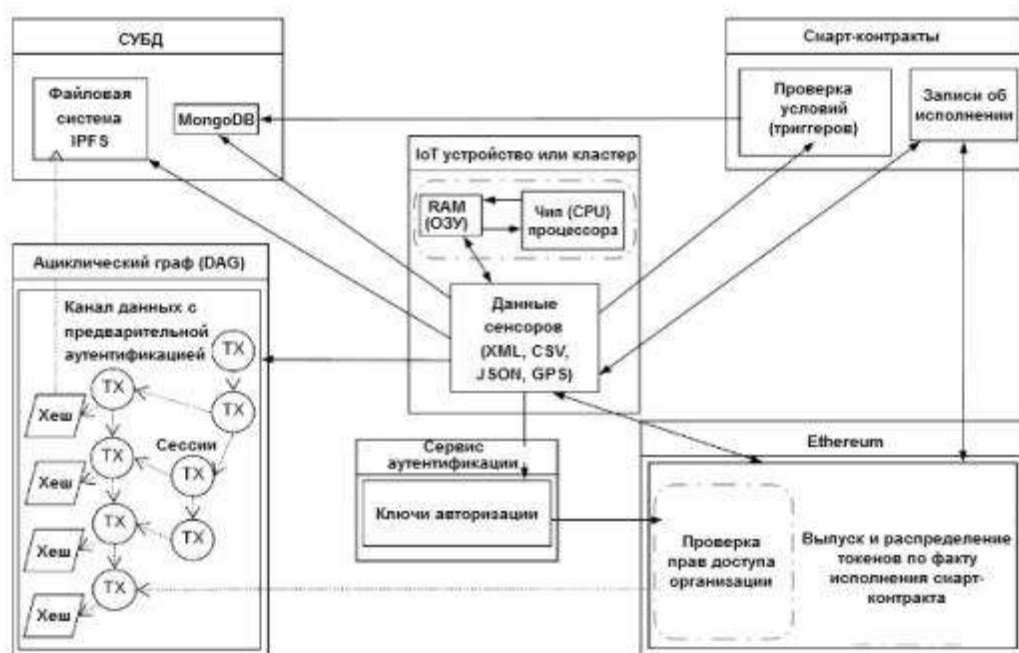 СУБД
Файловая
система
IPFS
MongoDB
Смарт-контракты
Проверка
условий
(триггеров)
Записи об
исполнении
IoT устройство или кластер
RAM
(ОЗУ)
Чип (CPU)
процессора
Данные
сенсоров
(XML, CSV,
JSON, GPS)
Ациклический граф (DAG)
Канал данных с
предварительной
аутентификацией
TX
TX
TX
Хеш
Сессии
TX
TX
Хеш
TX
TX
Хеш
TX
Хеш
Сервис
аутентификации
Ключи авторизации
Ethereum
Проверка
прав доступа
организации
Выпуск и распределение
токенов по факту
исполнения смарт-
контракта